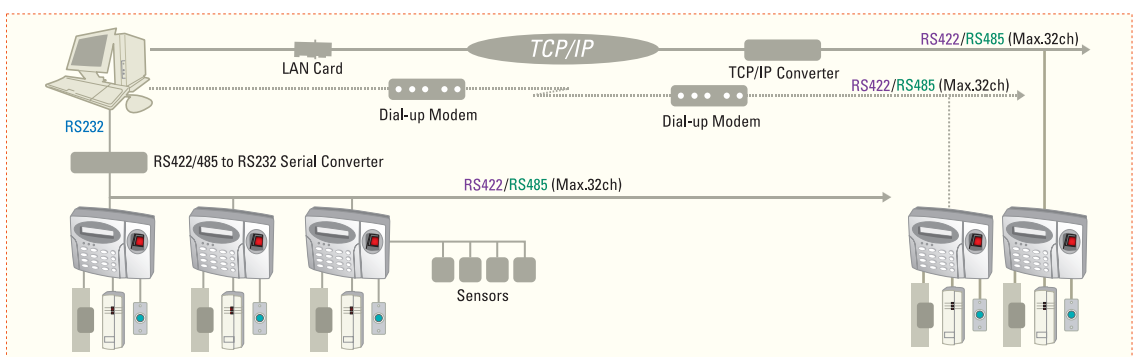 TCP/IP
RS422/RS485 (Max.32ch)
LAN Card
TCP/IP Converter
RS422/RS485 (Max.32ch)
Dial-up Modem
Dial-up Modem
RS232
RS422/485 to RS232 Serial Converter
RS422/RS485 (Max.32ch)
Sensors